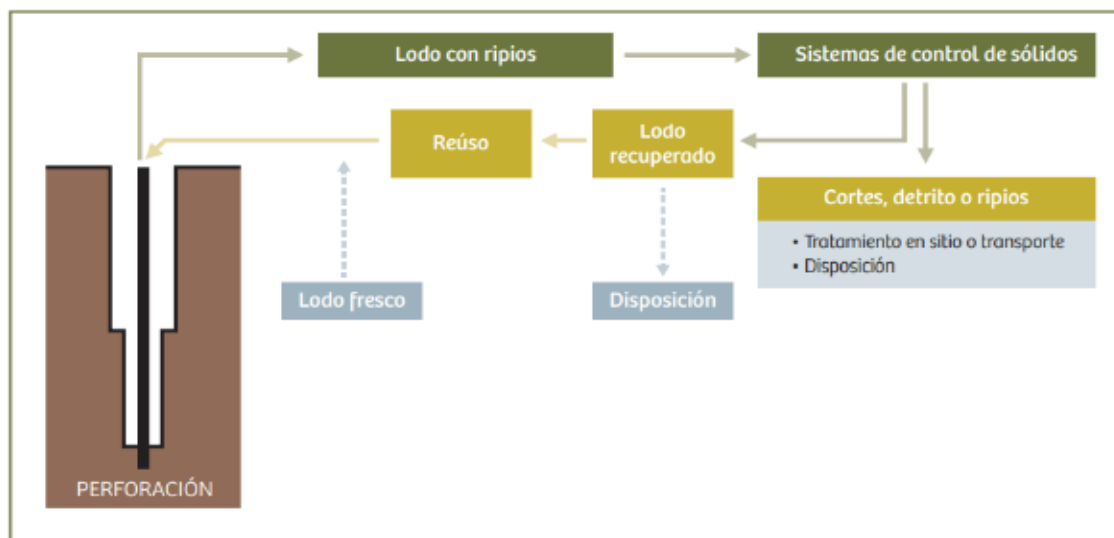 Lodo con ripios
Sistemas de control de sólidos
Reúso
Lodo
recuperado
Cortes, detrito o ripios
• Tratamiento en sitio o transporte
• Disposición
Lodo fresco
Disposición
PERFORACIÓN